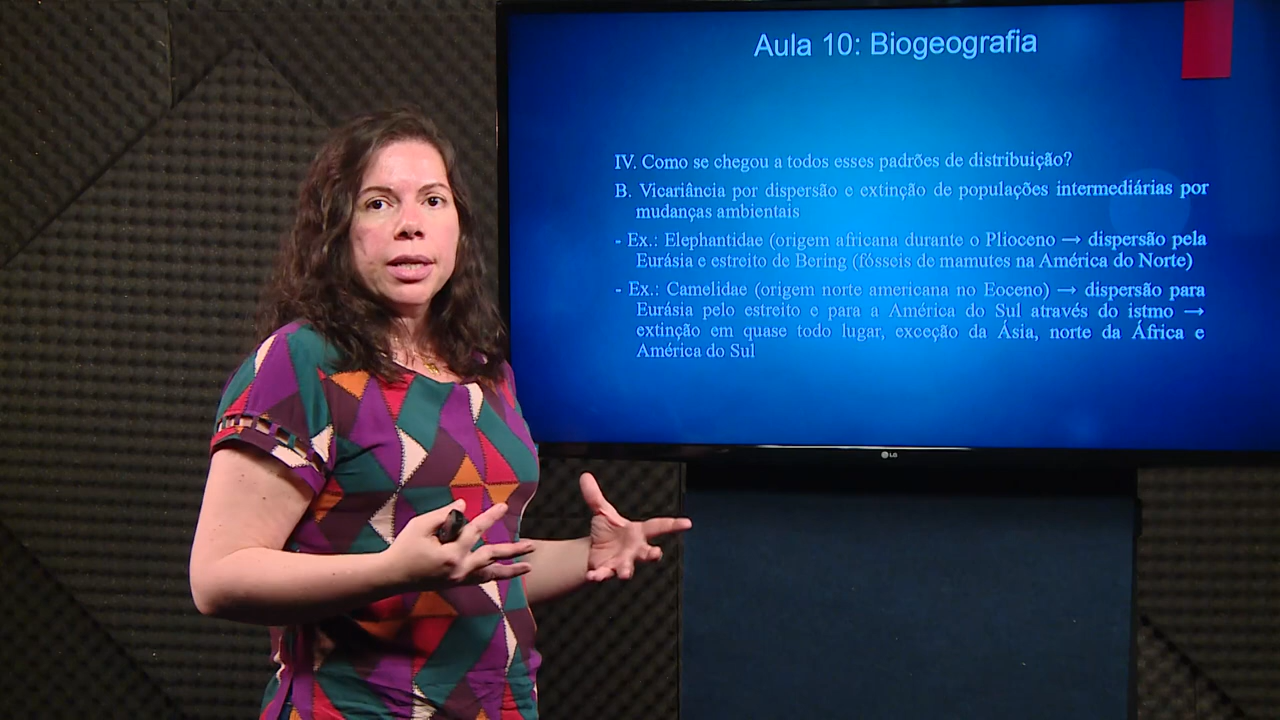 Aula 10: Biogeografia
IV. Como se chegou a todos esses padrões de distribuição?
B. Vicariância por dispersão e extinção de populações intermediárias por
mudanças ambientais
- Ex.: Elephantidae (origem africana durante o Plioceno → dispersão pela
Eurásia e estreito de Bering (fósseis de mamutes na América do Norte)
- Ex.: Camelidae (origem norte americana no Eoceno) → dispersão para
Eurásia pelo estreito e para a América do Sul através do istmo →
extinção em quase todo lugar, exceção da Ásia, norte da África e
América do Sul
LG